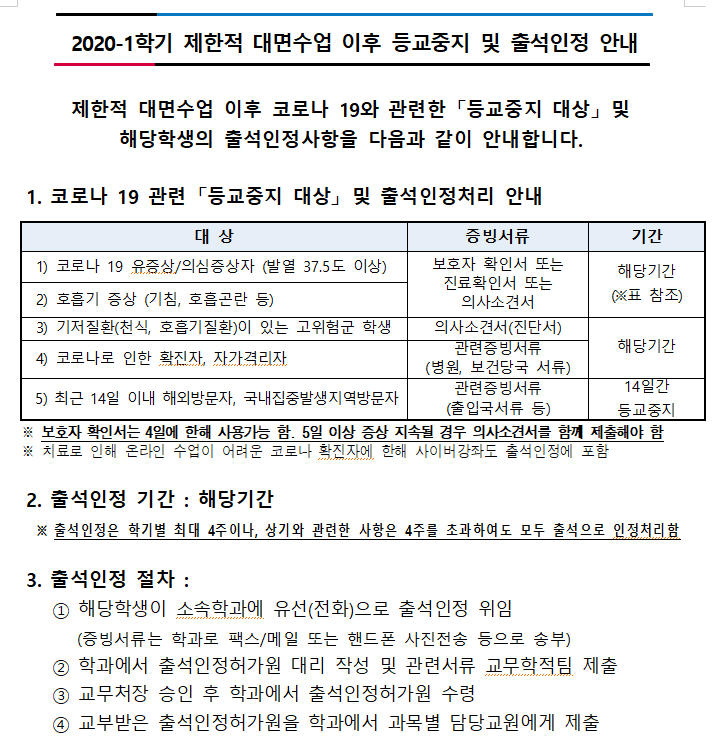 2020-1학기 제한적 대면수업 이후 등교중지 및 출석인정 안내
제한적 대면수업 이후 코로나 19와 관련한「등교중지 대상」및
해당학생의 출석인정사항을 다음과 같이 안내합니다.
1. 코로나 19 관련「등교중지 대상」및 출석인정처리 안내
대 상 증빙서류 기간
1) 코로나 19 유증상/의심증상자 (발열 37.5도 이상)
2) 호흡기 증상 (기침, 호흡곤란 등)
보호자 확인서 또는
진료확인서 또는
의사소견서
해당기간
(※표 참조)
3) 기저질환(천식, 호흡기질환)이 있는 고위험군 학생 의사소견서(진단서)
4) 코로나로 인한 확진자, 자가격리자
관련증빙서류
(병원, 보건당국 서류)
해당기간
5) 최근 14일 이내 해외방문자, 국내집중발생지역방문자
관련증빙서류
(출입국서류 등)
14일간
등교중지
※ 보호자 확인서는 4일에 한해 사용가능 함. 5일 이상 증상 지속될 경우 의사소견서를 함께 제출해야 함
※ 치료로 인해 온라인 수업이 어려운 코로나 확진자에 한해 사이버강좌도 출석인정에 포함
2. 출석인정 기간 : 해당기간
※ 출석인정은 학기별 최대 4주이나, 상기와 관련한 사항은 4주를 초과하여도 모두 출석으로 인정처리함
3. 출석인정 절차 :
① 해당학생이 소속학과에 유선(전화)으로 출석인정 위임
(증빙서류는 학과로 팩스/메일 또는 핸드폰 사진전송 등으로 송부)
② 학과에서 출석인정허가원 대리 작성 및 관련서류 교무학적팀 제출
③ 교무처장 승인 후 학과에서 출석인정허가원 수령
④ 교부받은 출석인정허가원을 학과에서 과목별 담당교원에게 제출